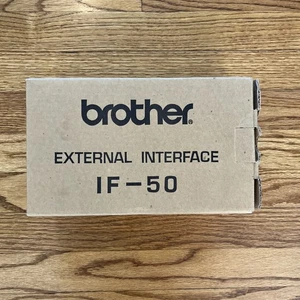 brother®
EXTERNAL INTERFACE
IF-50